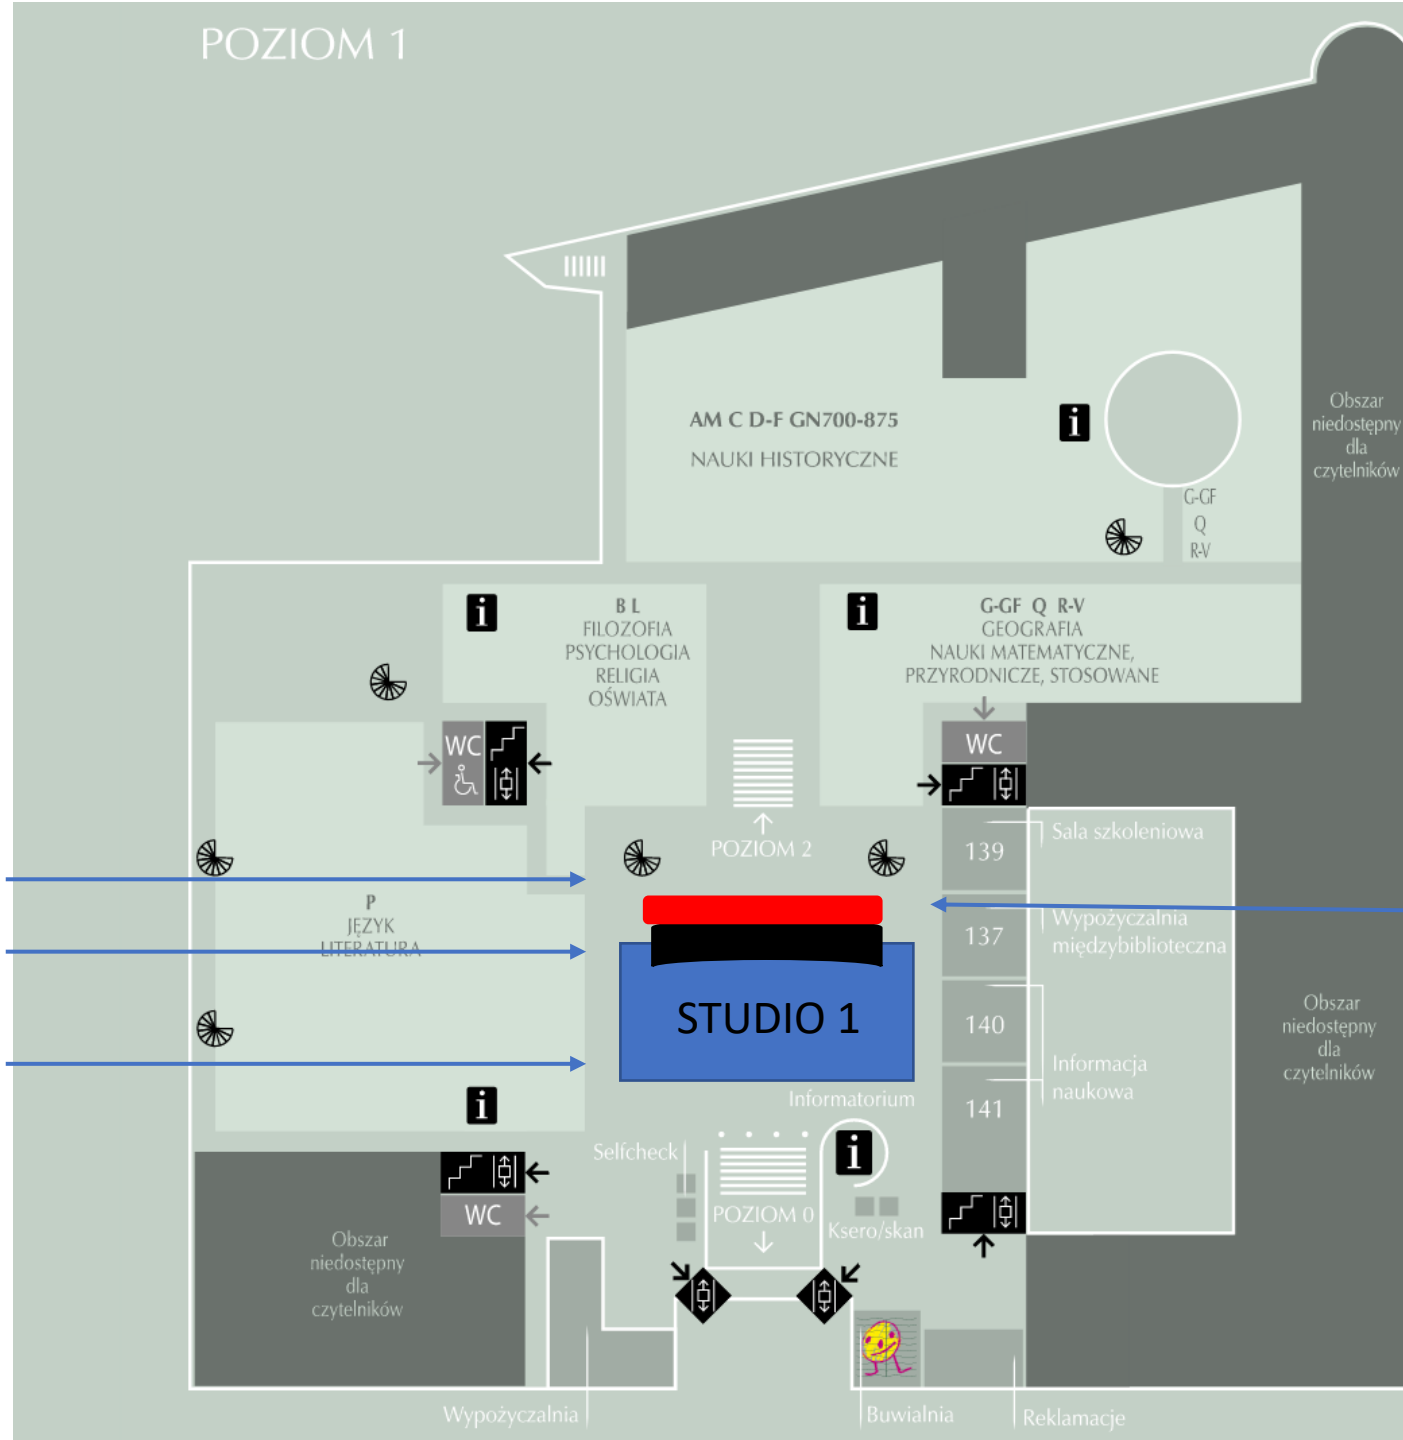 POZIOM 1
Obszar
niedostępny
dla
czytelników
AM C D-F GN700-875
NAUKI HISTORYCZNE
i
G-GF
Q
R-V
i
B L
FILOZOFIA
PSYCHOLOGIA
RELIGIA
OŚWIATA
i
G-GF Q R-V
GEOGRAFIA
NAUKI MATEMATYCZNE,
PRZYRODNICZE, STOSOWANE
WC
WC
POZIOM 2
139
Sala szkoleniowa
P
JĘZYK
LITERATURA
137
Wypożyczalnia
międzybiblioteczna
STUDIO 1
140
Informacja
naukowa
141
Obszar
niedostępny
dla
czytelników
i
Informatorium
i
Selfcheck
POZIOM 0
Ksero/skan
WC
Obszar
niedostępny
dla
czytelników
Wypożyczalnia
Buwialnia
Reklamacje